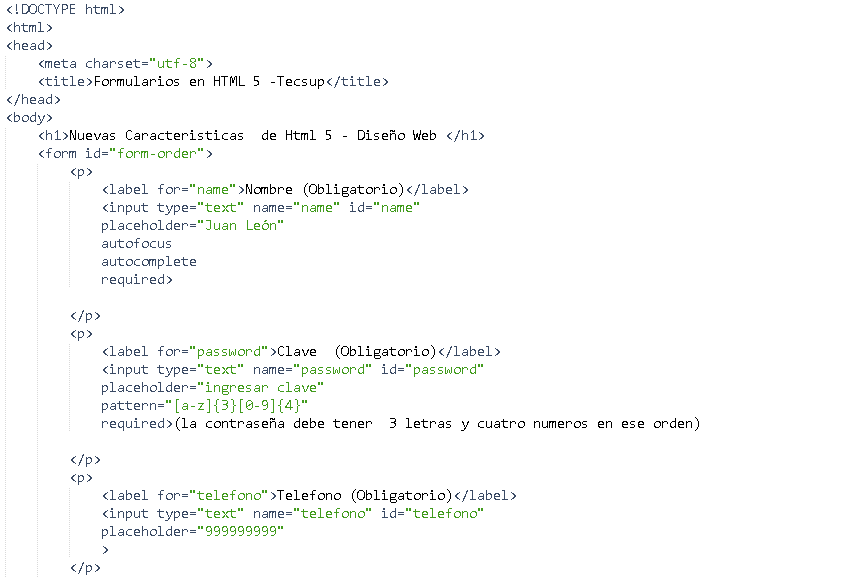 <!DOCTYPE html>
<html>
<head>
<meta charset="utf-8">
<title>Formularios en HTML 5 -Tecsup</title>
</head>
<body>
<h1>Nuevas Caracteristicas  de Html 5 - Diseño Web </h1>
<form id="form-order">
<p>
<label for="name">Nombre (Obligatorio)</label>
<input type="text" name="name" id="name"
placeholder="Juan León"
autofocus
autocomplete
required>
</p>
<p>
<label for="password">Clave  (Obligatorio)</label>
<input type="text" name="password" id="password"
placeholder="ingresar clave"
pattern="[a-z]{3}[0-9]{4}"
required>(la contraseña debe tener  3 letras y cuatro numeros en ese orden)
</p>
<p>
<label for="telefono">Telefono (Obligatorio)</label>
<input type="text" name="telefono" id="telefono"
placeholder="999999999"
>
</p>